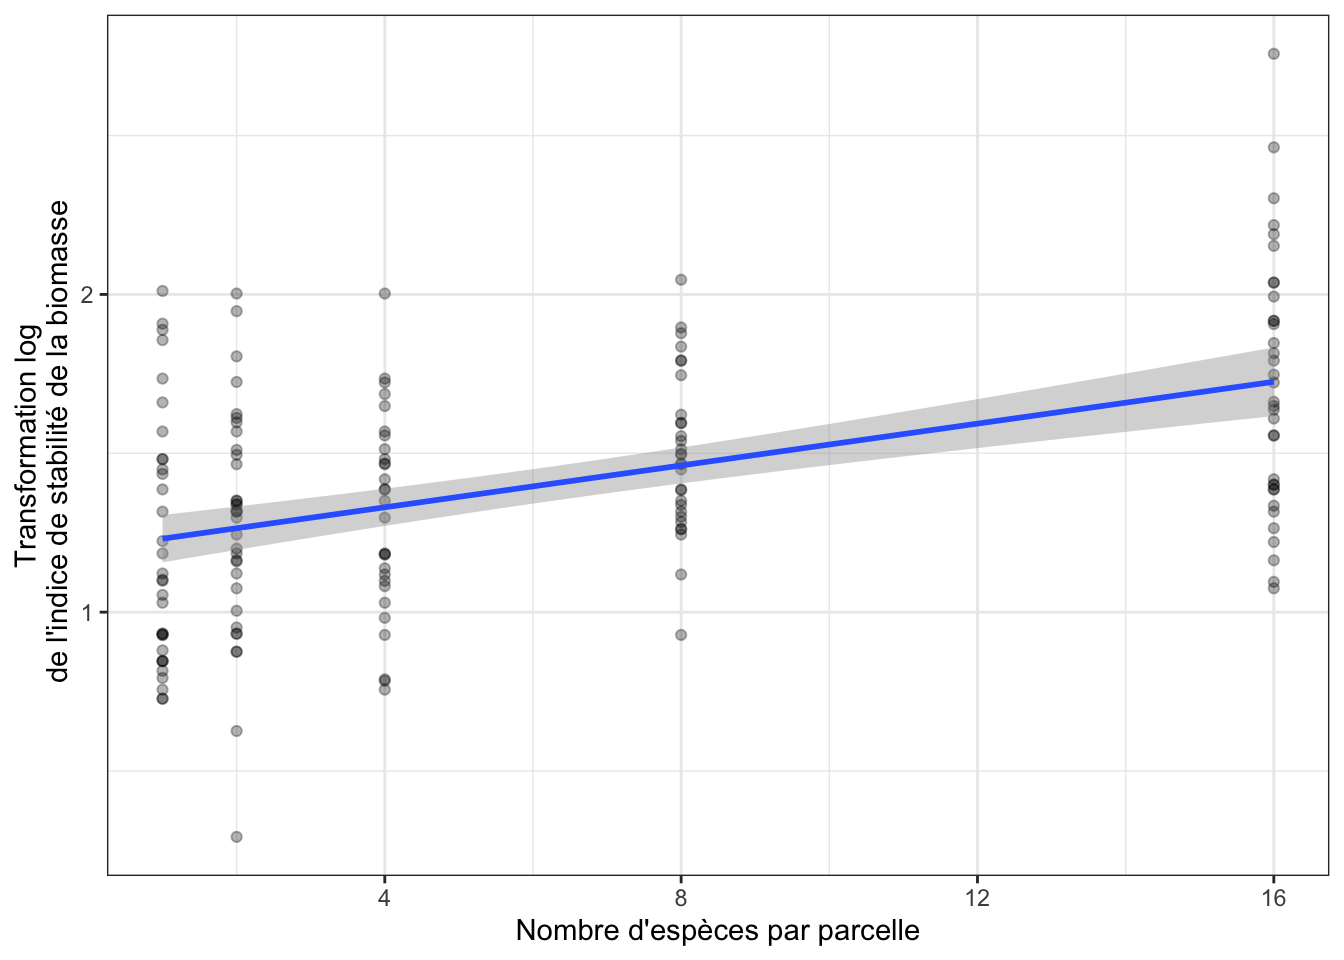 Transformation log
de l'indice de stabilité de la biomasse
2
1
4
8
12
16
Nombre d'espèces par parcelle